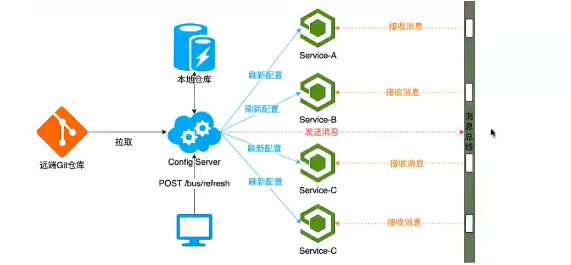 接收消息
Service-A
本地仓库
刷新配置
刷新配置
接收消息
Service-B
远端Git仓库
拉取
Config Server
发送消息
消息总线
刷新配置
接收消息
Service-C
POST /bus/refresh
刷新配置
接收消息
Service-C